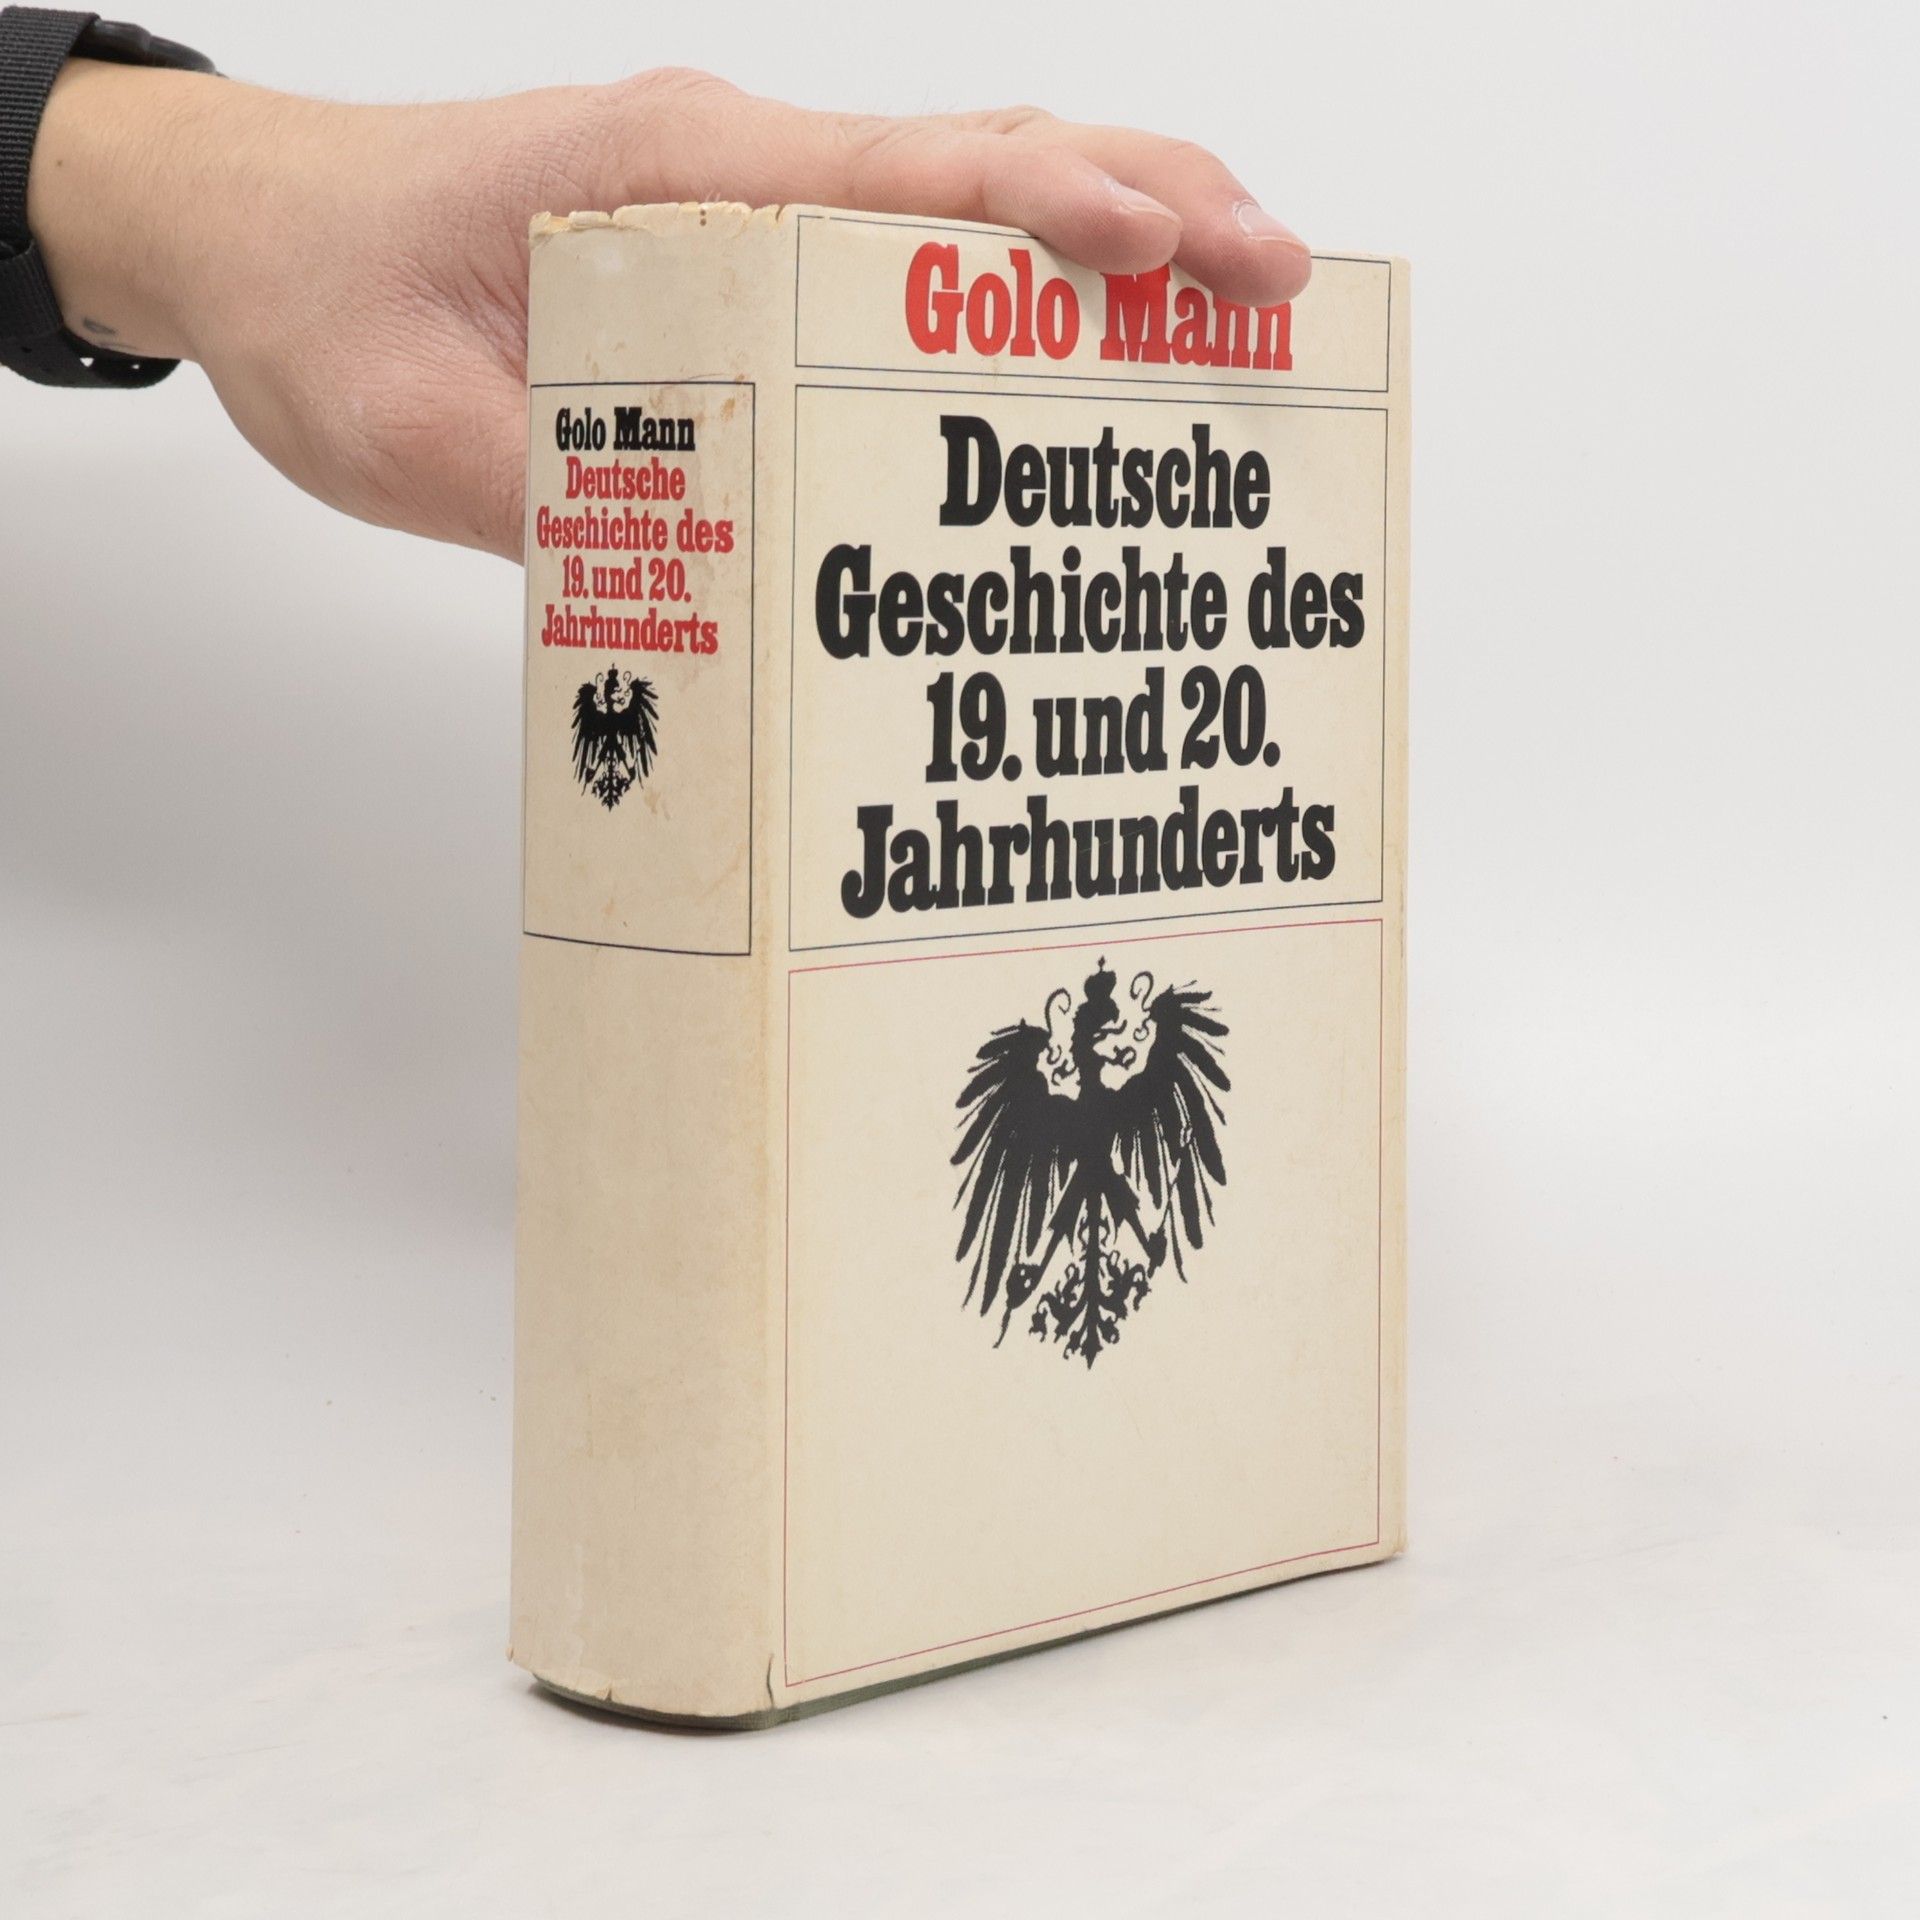 Golo Mann
Deutsche
Geschichte des
19. und 20.
Jahrhunderts
Golo Mann
Deutsche
Geschichte des
19. und 20.
Jahrhunderts